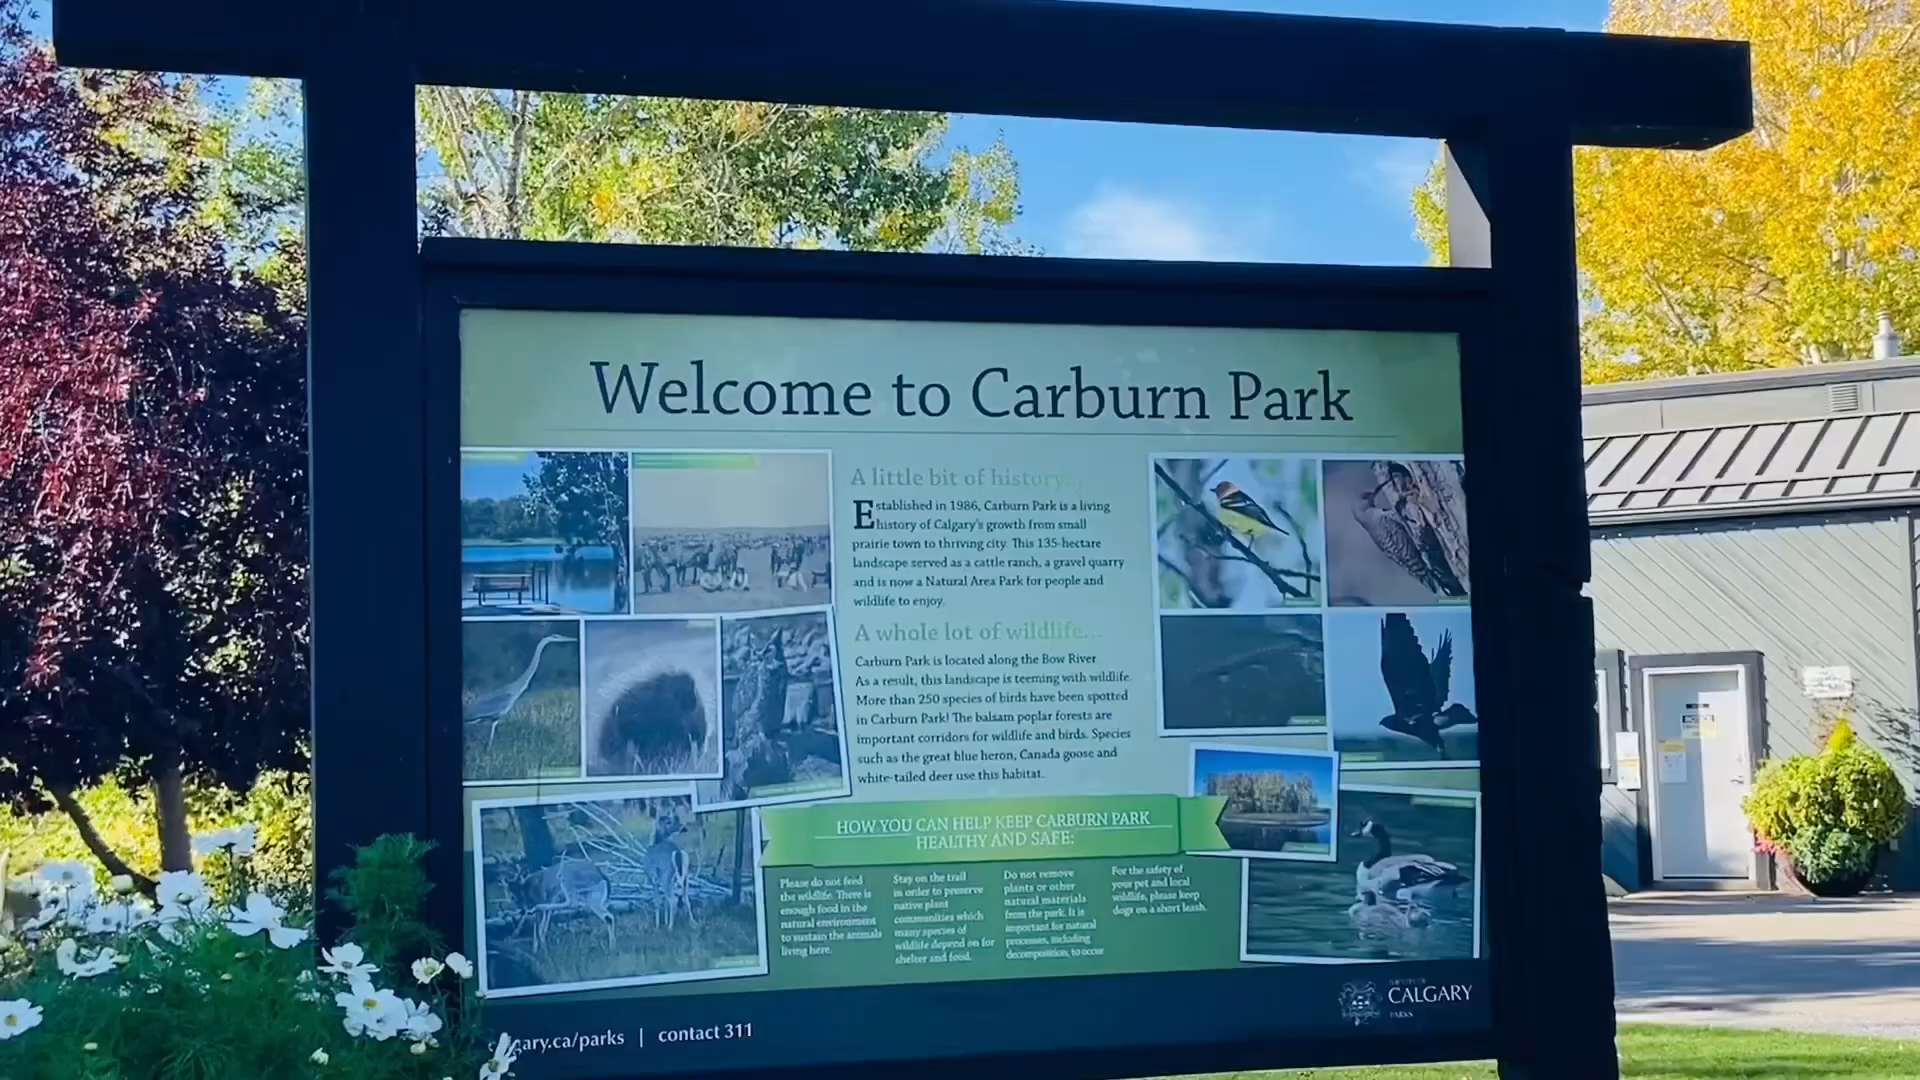 Welcome to Carburn Park
A little bit of history...
Established in 1986, Carburn Park is a living
history of Calgary's growth from small
prairie town to thriving city. This 135-hectare
landscape served as a cattle ranch, a gravel quarry
and is now a Natural Area Park for people and
wildlife to enjoy.
A whole lot of wildlife...
Carburn Park is located along the Bow River
As a result, this landscape is teeming with wildlife.
More than 250 species of birds have been spotted
in Carburn Park! The balsam poplar forests are
important corridors for wildlife and birds. Species
such as the great blue heron, Canada goose and
white-tailed deer use this habitat.
HOW YOU CAN HELP KEEP CARBURN PARK
HEALTHY AND SAFE:
Please do not feed
the wildlife. There is
enough food in the
natural environment
to sustain the animals
living here.
Stay on the trail
in order to preserve
native plant
communities which
many species of
wildlife depend on for
shelter and food.
Do not remove
plants or other
natural materials
from the park. It is
important for natural
processes, including
decomposition, to occur
For the safety of
your pet and local
wildlife, please keep
dogs on a short leash.
gary.ca/parks | contact 311
CALGARY
PARKS